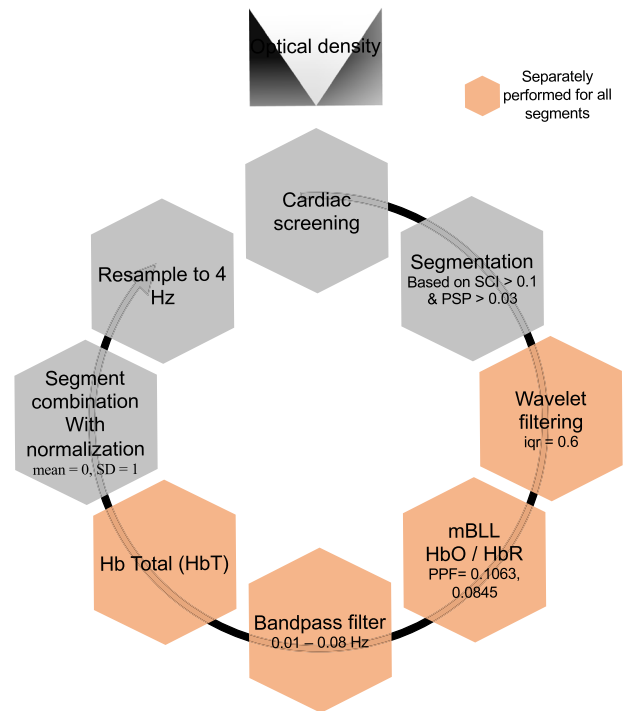 Optical density
Separately
performed for all
segments
Cardiac
screening
Segmentation
Based on SCI > 0.1
& PSP > 0.03
Wavelet
filtering
iqr = 0.6
mBLL
HbO / HbR
PPF= 0.1063,
0.0845
Bandpass filter
0.01 – 0.08 Hz
Hb Total (HbT)
Segment
combination
With
normalization
mean = 0, SD = 1
Resample to 4
Hz